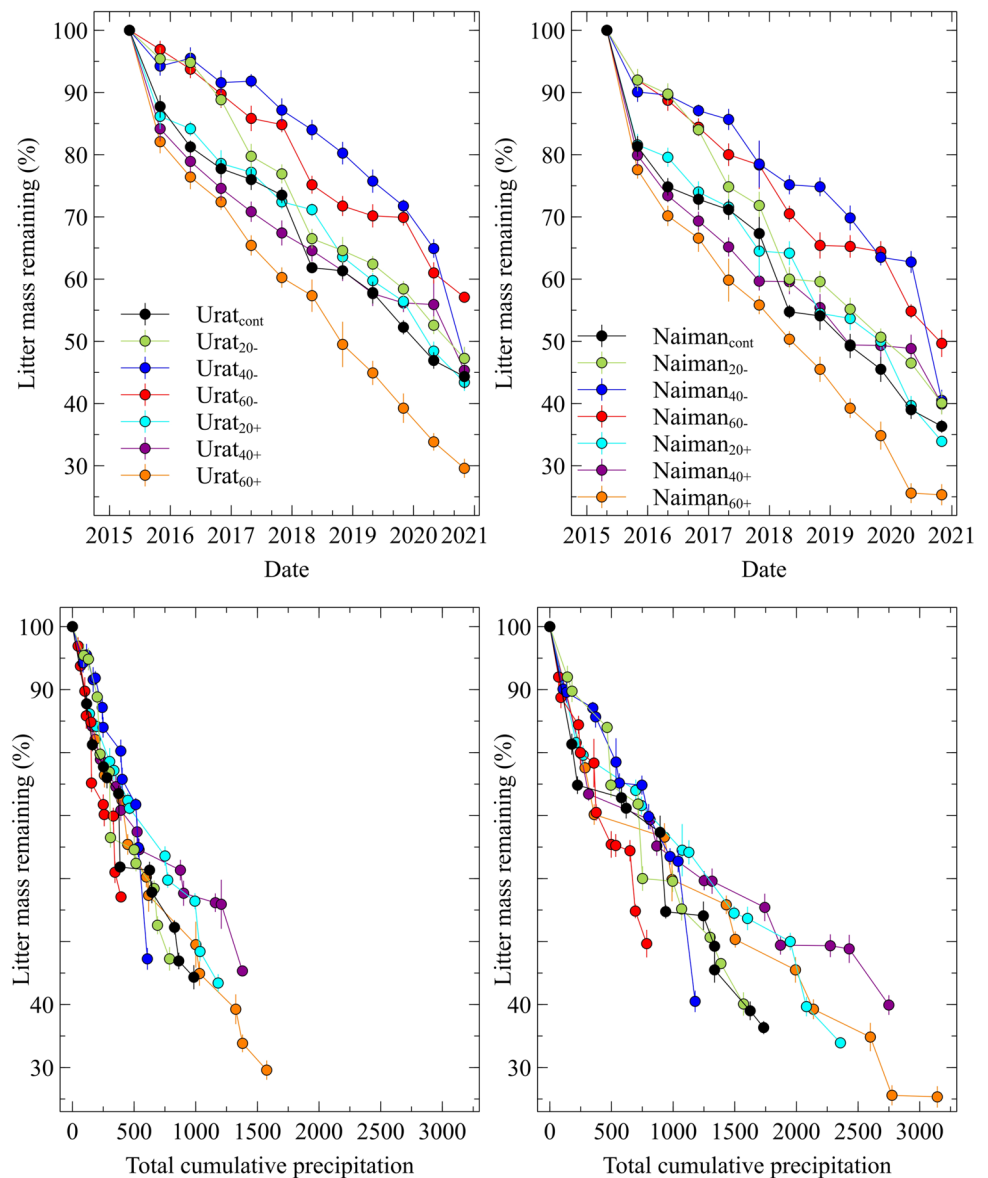 100
90
80
70
60
50
40
30
Litter mass remaining (%)
Urat_cont
Urat_20-
Urat_40-
Urat_60-
Urat_20+
Urat_40+
Urat_60+
2015 2016 2017 2018 2019 2020 2021
Date
100
90
80
70
60
50
40
30
Litter mass remaining (%)
Naiman_cont
Naiman_20-
Naiman_40-
Naiman_60-
Naiman_20+
Naiman_40+
Naiman_60+
2015 2016 2017 2018 2019 2020 2021
Date
100
90
40
30
Litter mass remaining (%)
0 500 1000 1500 2000 2500 3000
Total cumulative precipitation
100
90
40
30
Litter mass remaining (%)
0 500 1000 1500 2000 2500 3000
Total cumulative precipitation